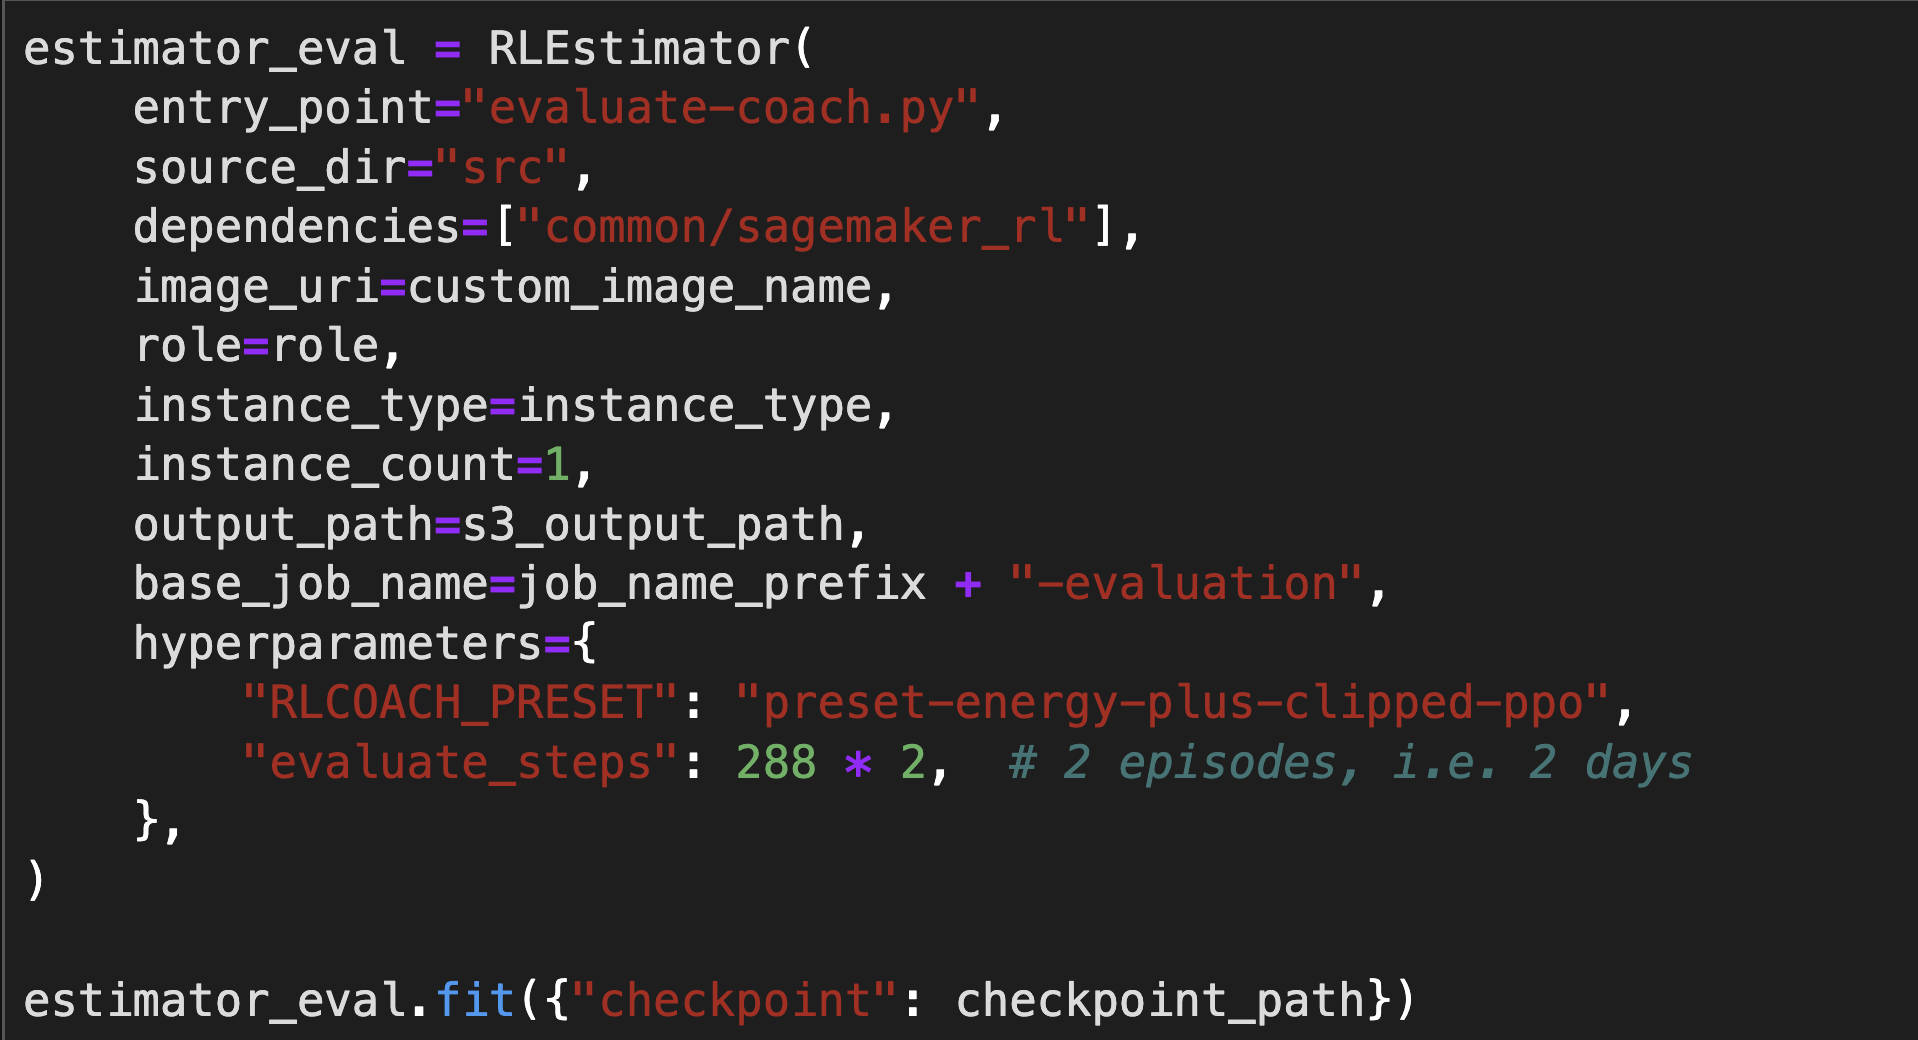 estimator_eval = RLEstimator(
    entry_point="evaluate-coach.py",
    source_dir="src",
    dependencies=["common/sagemaker_rl"],
    image_uri=custom_image_name,
    role=role,
    instance_type=instance_type,
    instance_count=1,
    output_path=s3_output_path,
    base_job_name=job_name_prefix + "-evaluation",
    hyperparameters={
        "RLCOACH_PRESET": "preset-energy-plus-clipped-ppo",
        "evaluate_steps": 288 * 2,  # 2 episodes, i.e. 2 days
    },
)

estimator_eval.fit({"checkpoint": checkpoint_path})